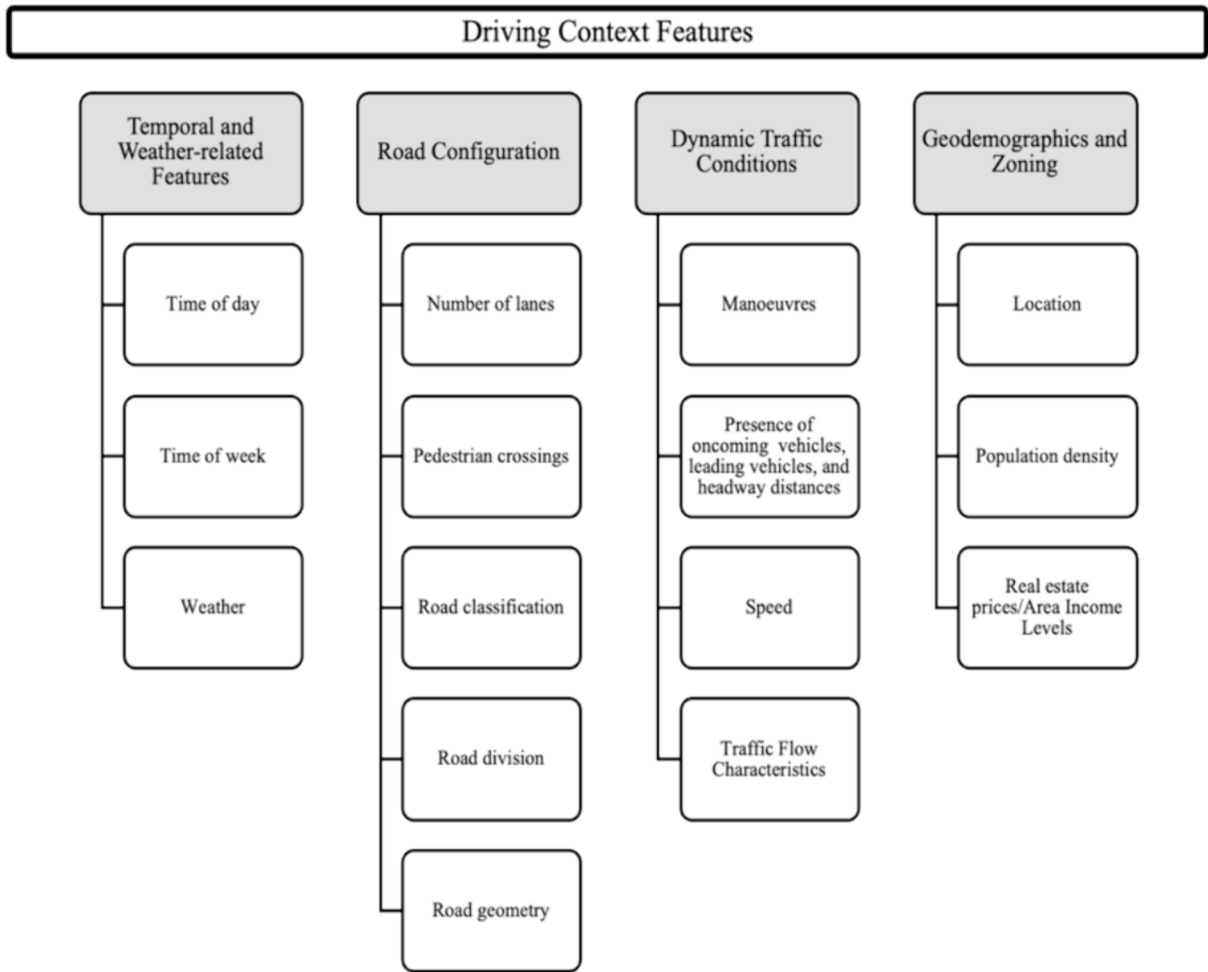 Driving Context Features
Temporal and
Weather-related
Features
Time of day
Time of week
Weather
Road Configuration
Number of lanes
Pedestrian crossings
Road classification
Road division
Road geometry
Dynamic Traffic
Conditions
Manoeuvres
Presence of
oncoming vehicles,
leading vehicles, and
headway distances
Speed
Traffic Flow
Characteristics
Geodemographics and
Zoning
Location
Population density
Real estate
prices/Area Income
Levels